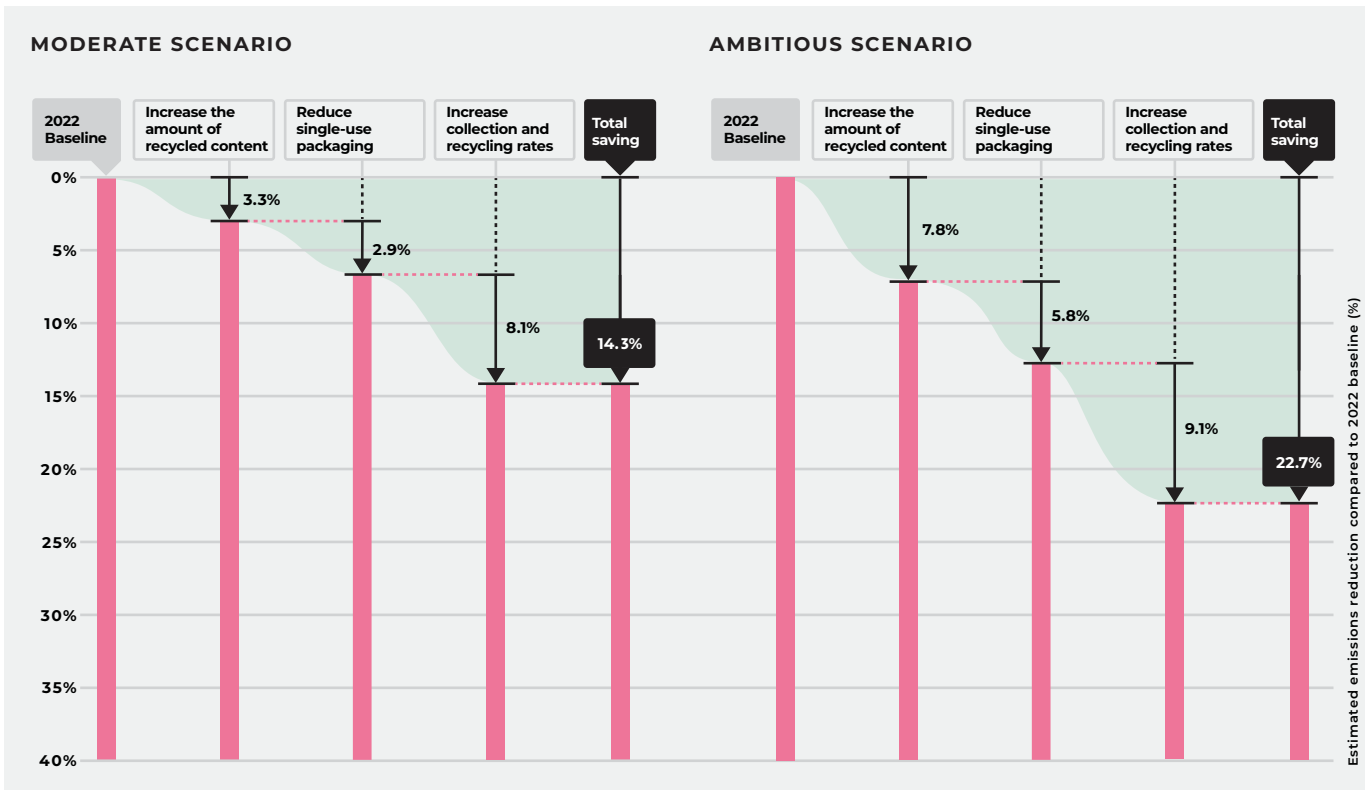 MODERATE SCENARIO
2022
Baseline
Increase the
amount of
recycled content
Reduce
single-use
packaging
Increase
collection and
recycling rates
Total
saving
0%
5%
10%
15%
20%
25%
30%
35%
40%
3.3%
2.9%
8.1%
14.3%
AMBITIOUS SCENARIO
2022
Baseline
Increase the
amount of
recycled content
Reduce
single-use
packaging
Increase
collection and
recycling rates
Total
saving
7.8%
5.8%
9.1%
22.7%
Estimated emissions reduction compared to 2022 baseline (%)